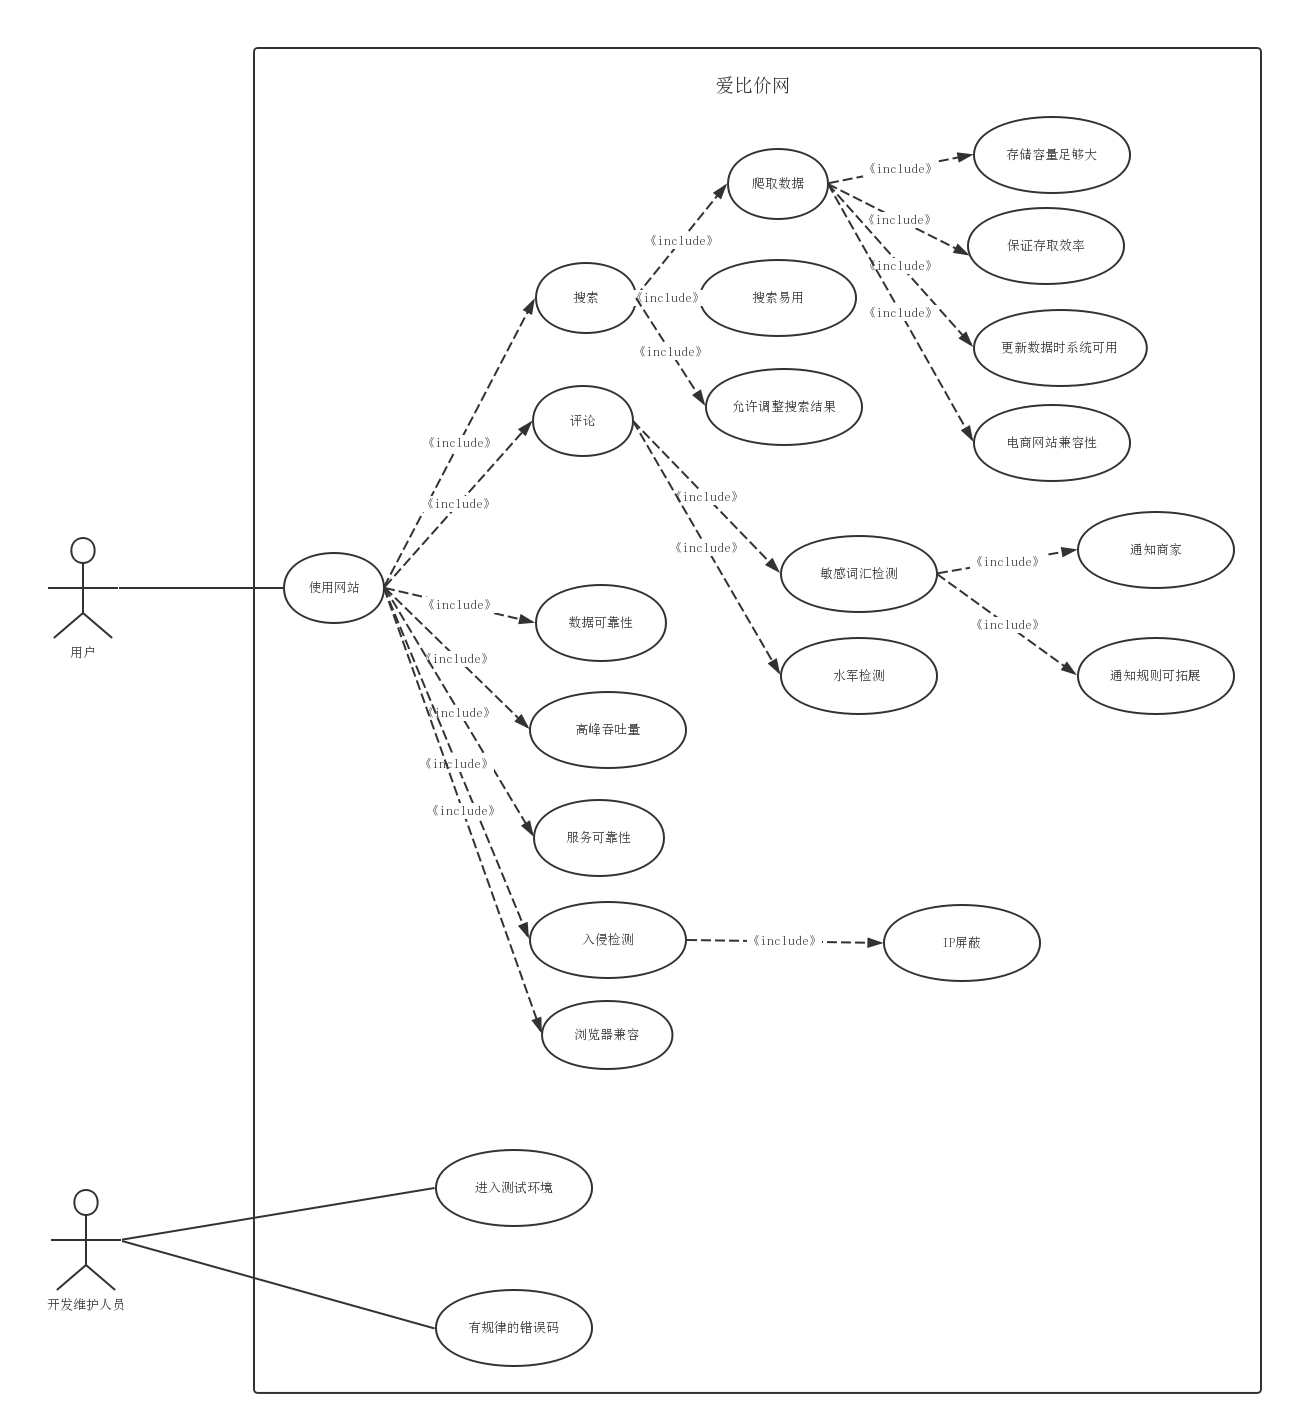 爱比价网
存储容量足够大
《include》
爬取数据
《include》
《include》
保证存取效率
《include》
搜索
《include》
搜索易用
《include》
更新数据时系统可用
《include》
允许调整搜索结果
评论
《include》
电商网站兼容性
《include》
《include》
《include》
通知商家
《include》
敏感词汇检测
使用网站
《include》
数据可靠性
《include》
用户
《include》
水军检测
通知规则可拓展
《include》
高峰吞吐量
《include》
《include》
服务可靠性
入侵检测
《include》
IP屏蔽
浏览器兼容
进入测试环境
开发维护人员
有规律的错误码